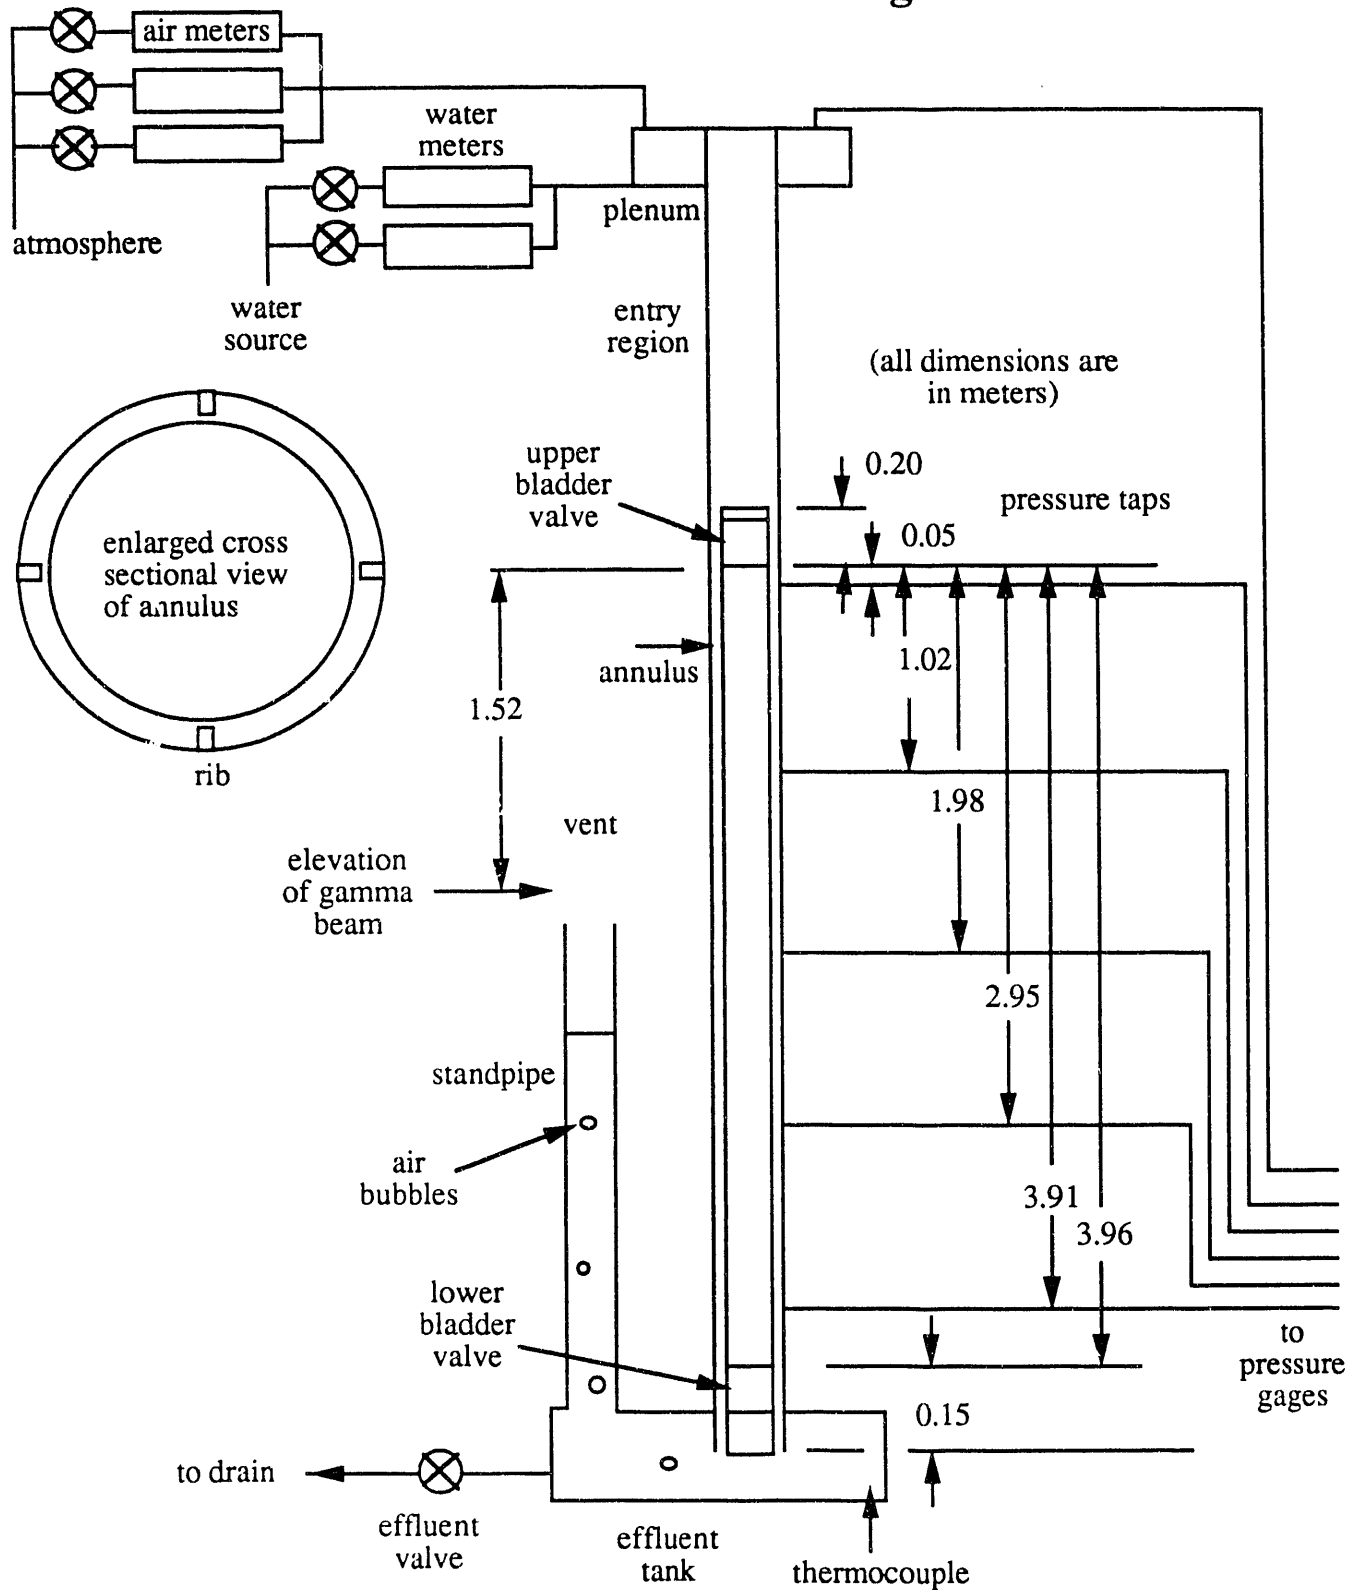 g
air meters
water
meters
plenum
atmosphere
water
source
entry
region
(all dimensions are
in meters)
upper
bladder
valve
0.20
pressure taps
0.05
enlarged cross
sectional view
of annulus
annulus
1.02
1.52
rib
1.98
vent
elevation
of gamma
beam
2.95
standpipe
air
bubbles
3.91
3.96
lower
bladder
valve
to
pressure
gages
0.15
to drain
effluent
valve
effluent
tank
thermocouple